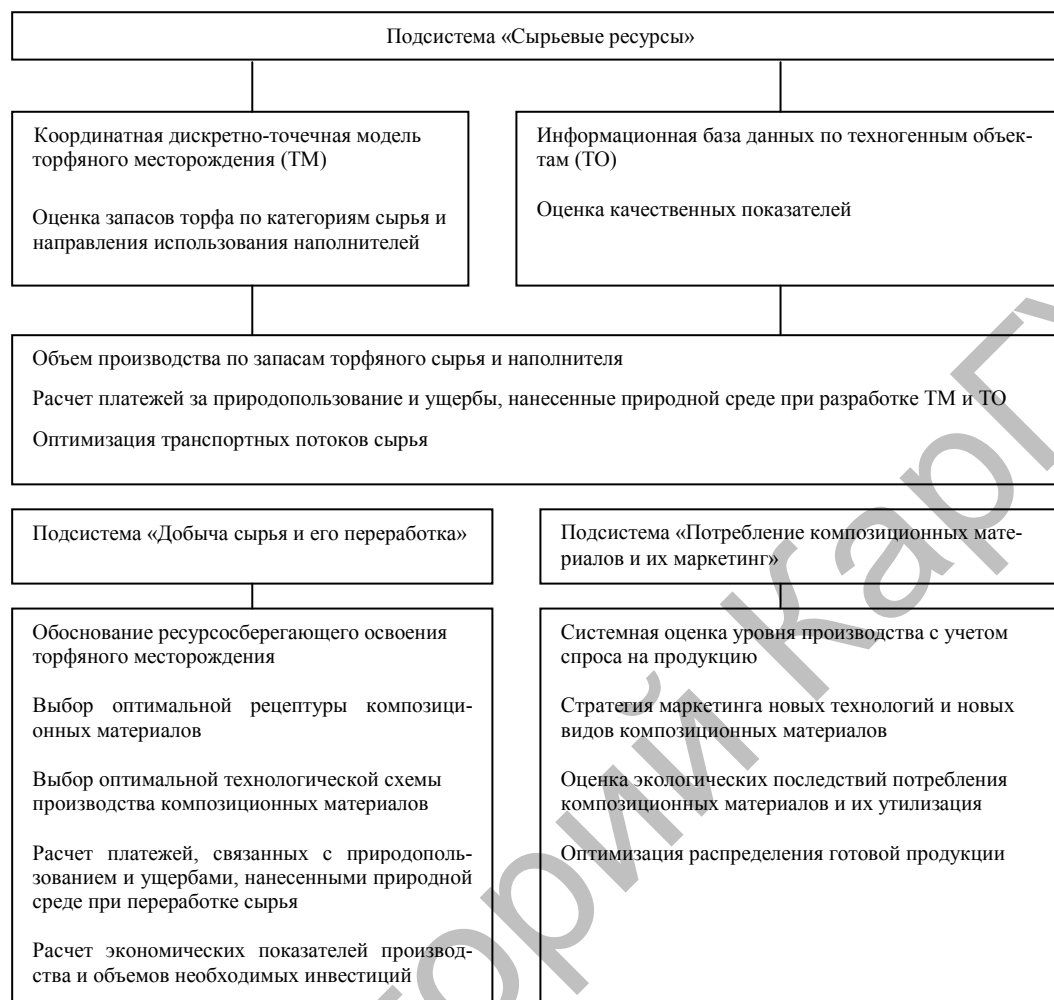 Подсистема «Сырьевые ресурсы»
Координатная дискретно-точечная модель
торфяного месторождения (ТМ)
Оценка запасов торфа по категориям сырья и
направления использования наполнителей
Информационная база данных по техногенным объек-
там (ТО)
Оценка качественных показателей
Объем производства по запасам торфяного сырья и наполнителя
Расчет платежей за природопользование и ущербы, нанесенные природной среде при разработке ТМ и ТО
Оптимизация транспортных потоков сырья
Подсистема «Добыча сырья и его переработка»
Обоснование ресурсосберегающего освоения
торфяного месторождения
Выбор оптимальной рецептуры композици-
онных материалов
Выбор оптимальной технологической схемы
производства композиционных материалов
Расчет платежей, связанных с природополь-
зованием и ущербами, нанесенными природной
среде при переработке сырья
Расчет экономических показателей производ-
ства и объемов необходимых инвестиций
Подсистема «Потребление композиционных мате-
риалов и их маркетинг»
Системная оценка уровня производства с учетом
спроса на продукцию
Стратегия маркетинга новых технологий и новых
видов композиционных материалов
Оценка экологических последствий потребления
композиционных материалов и их утилизация
Оптимизация распределения готовой продукции